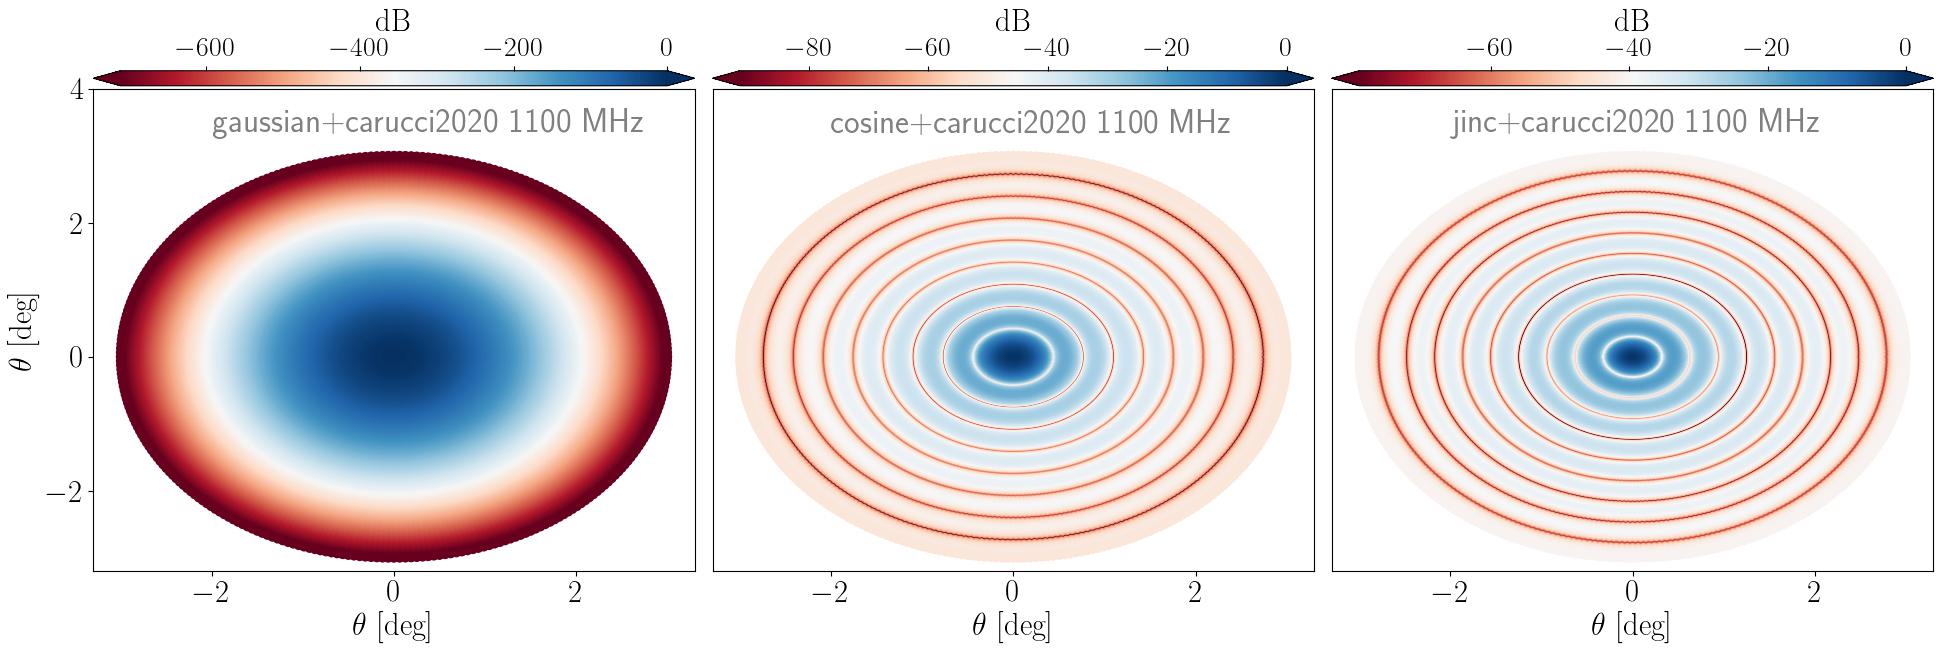 dB
−600 −400 −200 0
gaussian+carucci2020 1100 MHz
4
2
0
−2
θ [deg]
−2 0 2
θ [deg]
dB
−80 −60 −40 −20 0
cosine+carucci2020 1100 MHz
−2 0 2
θ [deg]
dB
−60 −40 −20 0
jinc+carucci2020 1100 MHz
−2 0 2
θ [deg]